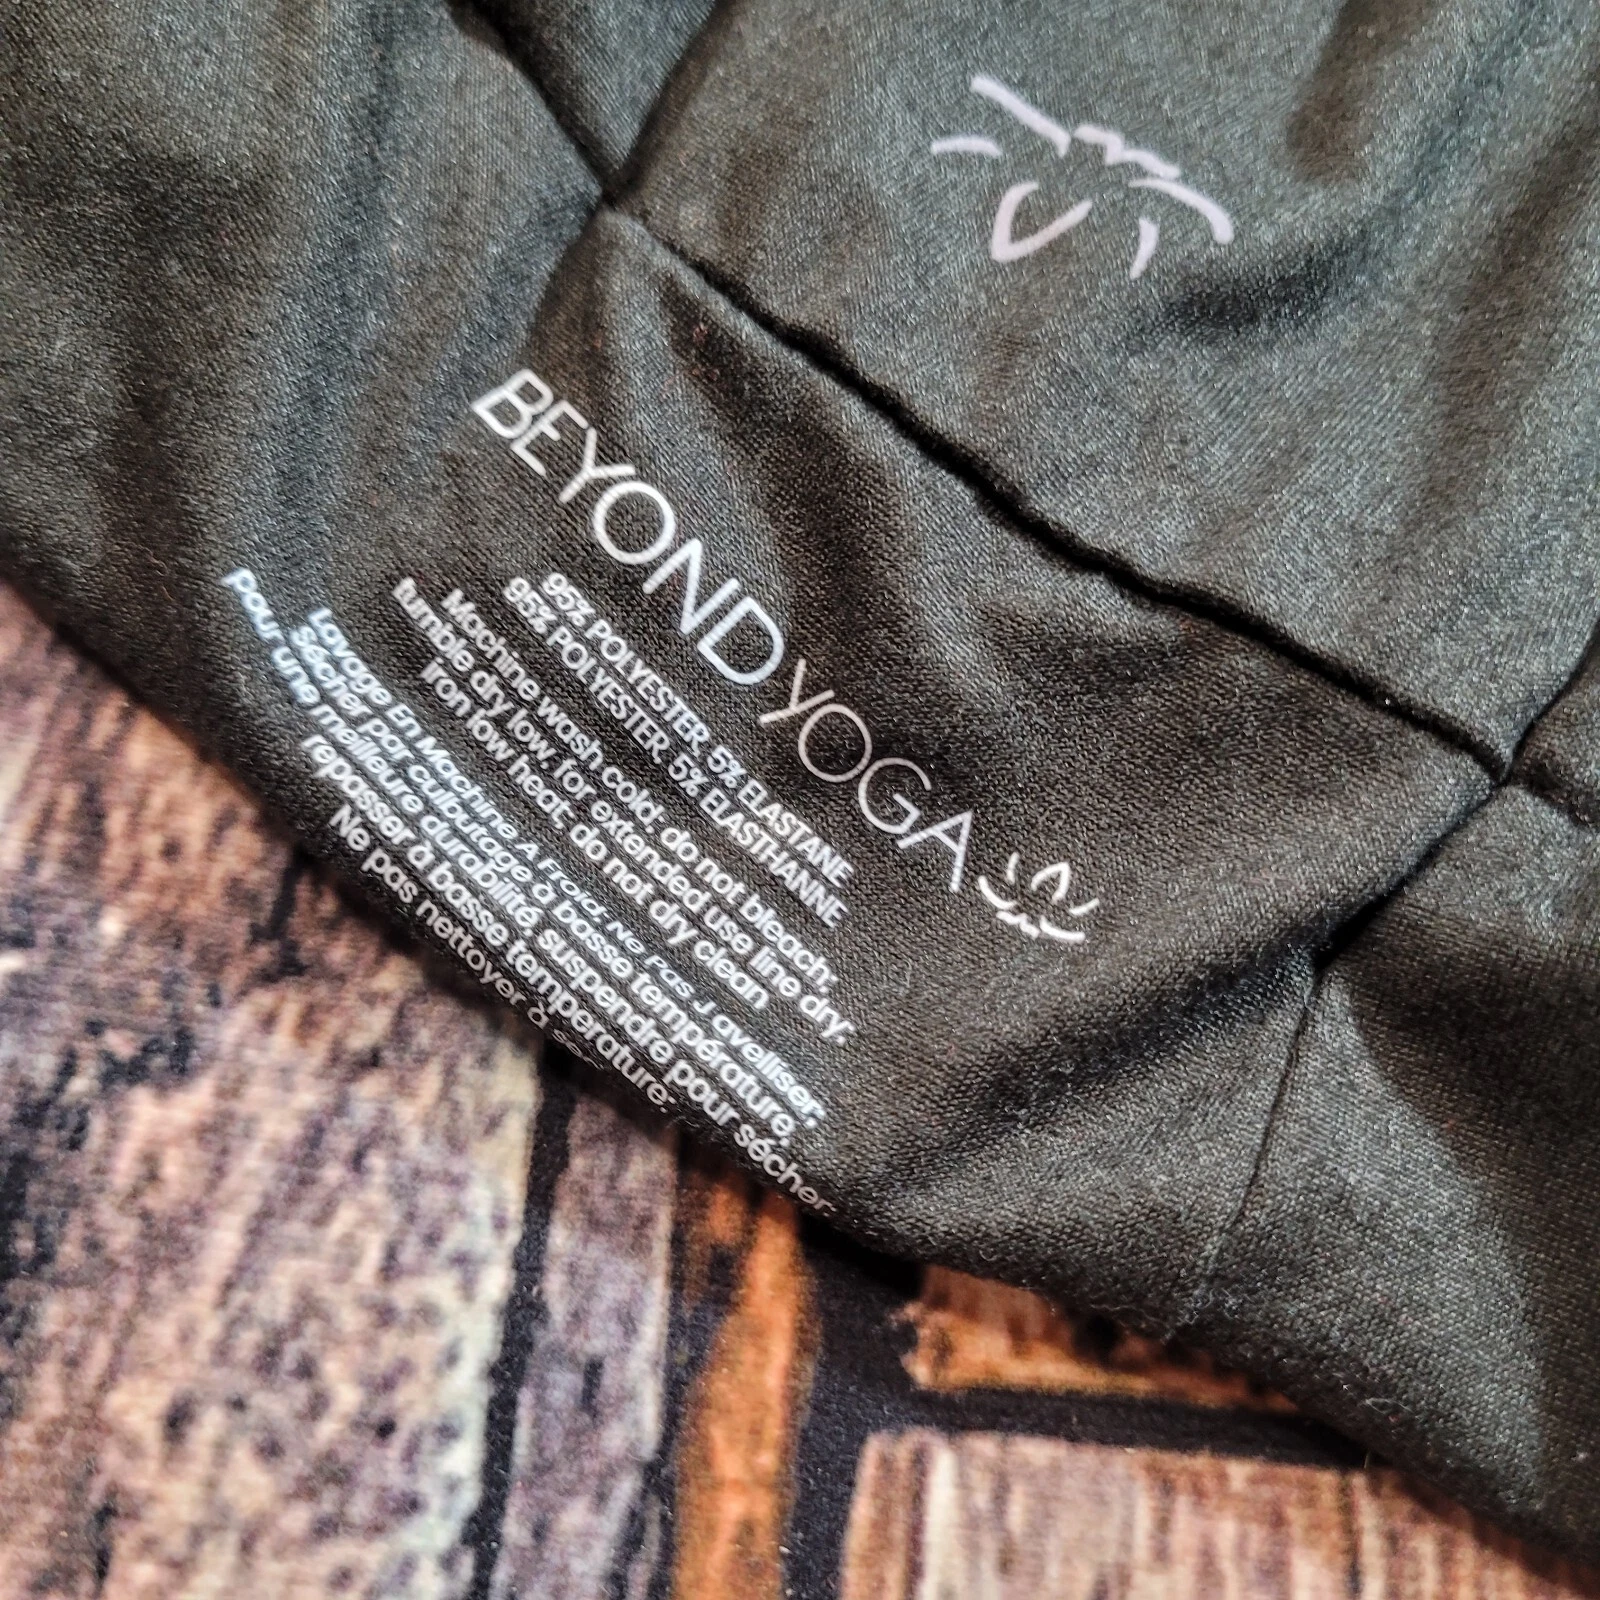 BEYOND YOGA
95% POLYESTER, 5% ELASTANE
95% POLYESTER, 5% ELASTHANNE
Machine wash cold, do not bleach;
tumble dry low, for extended use line dry;
Iron low heat; do not dry clean
Lavage En Machine A Froid; Ne Pas Javelliser;
Sécher par culbutage à basse température,
pour une meilleure durabilité, suspendre pour sécher
repasser à basse température;
Ne pas nettoyer à